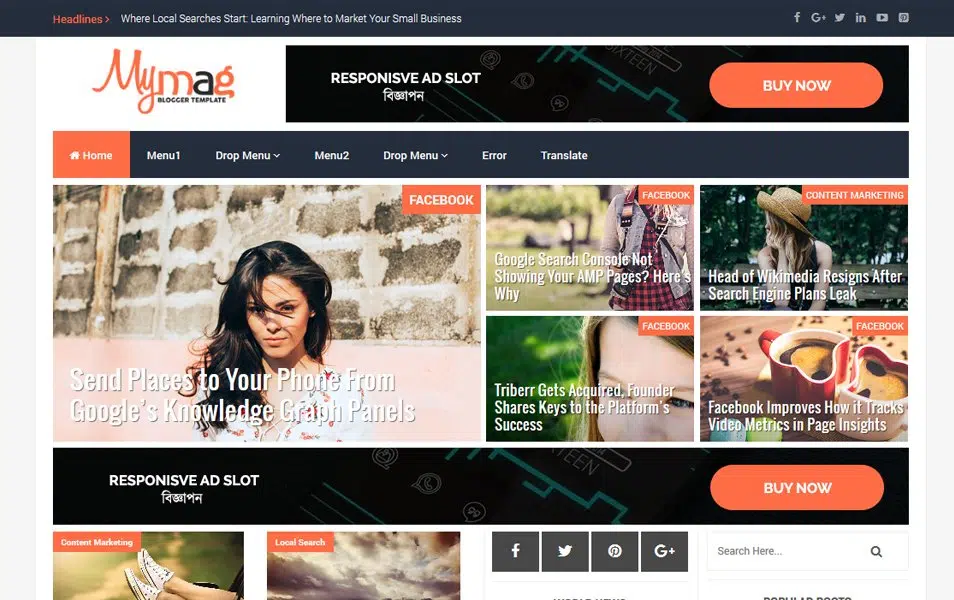 Headlines
Where Local Searches Start: Learning Where to Market Your Small Business
Mymag
BLOGGER TEMPLATE
RESPONISVE AD SLOT
বিজ্ঞাপন
SIXTEEN
BUY NOW
Home
Menu1
Drop Menu
Menu2
Drop Menu
Error
Translate
FACEBOOK
Send Places to Your Phone From
Google's Knowledge Graph Panels
FACEBOOK
Google Search Console Not
Showing Your AMP Pages? Here's
Why
CONTENT MARKETING
Head of Wikimedia Resigns After
Search Engine Plans Leak
FACEBOOK
Triberr Gets Acquired, Founder
Shares Keys to the Platform's
Success
FACEBOOK
Facebook Improves How it Tracks
Video Metrics in Page Insights
RESPONISVE AD SLOT
বিজ্ঞাপন
SIXTEEN
BUY NOW
Content Marketing
Local Search
Search Here...
POPULAR POSTS